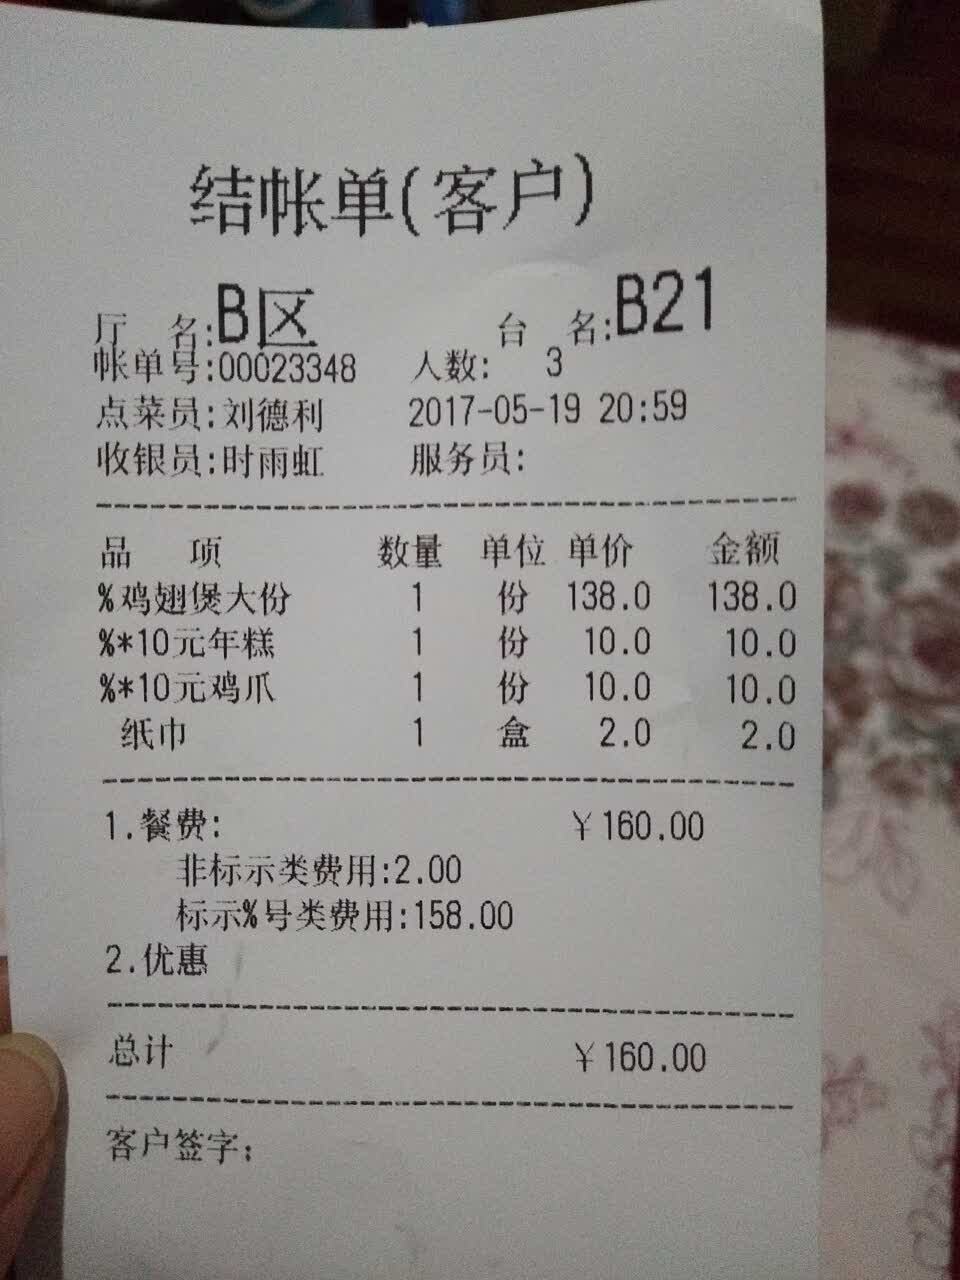 结帐单(客户)
厅 名:B区 台 名:B21
帐单号:00023348 人数: 3
点菜员:刘德利 2017-05-19 20:59
收银员:时雨虹 服务员:
品 项 数量 单位 单价 金额
%鸡翅煲大份 1 份 138.0 138.0
%*10元年糕 1 份 10.0 10.0
%*10元鸡爪 1 份 10.0 10.0
纸巾 1 盒 2.0 2.0
1.餐费: ¥160.00
非标示类费用:2.00
标示%号类费用:158.00
2.优惠
总计 ¥160.00
客户签字: